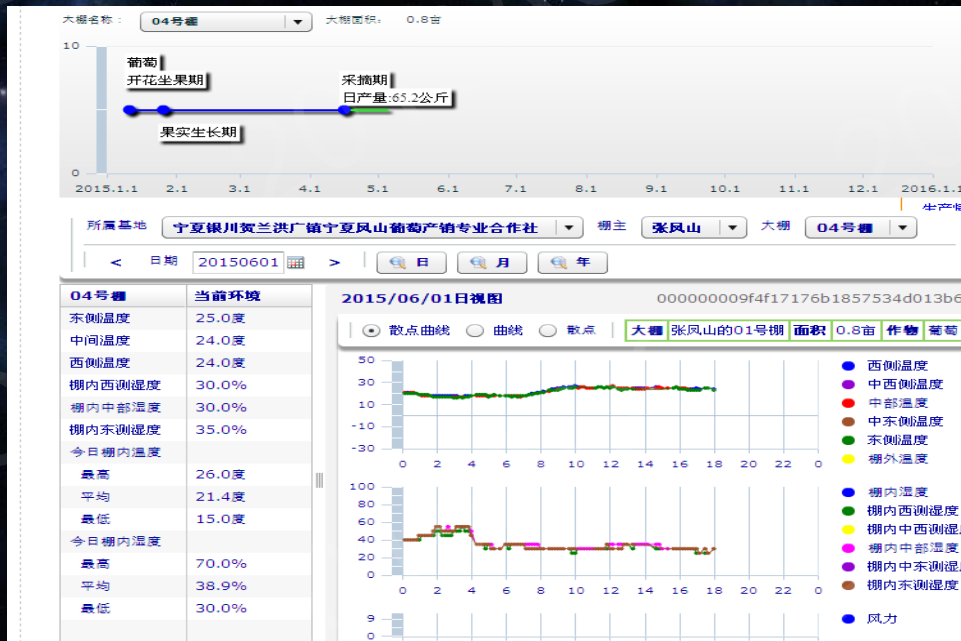 大棚名称： 04号棚 大棚面积： 0.8亩
10
葡萄
开花坐果期
采摘期
日产量:65.2公斤
果实生长期
0
2015.1.1 2.1 3.1 4.1 5.1 6.1 7.1 8.1 9.1 10.1 11.1 12.1 2016.1.1
所属基地 宁夏银川贺兰洪广镇宁夏凤山葡萄产销专业合作社 棚主 张凤山 大棚 04号棚
< 日期 20150601 > 日 月 年
04号棚 当前环境
东侧温度 25.0度
中间温度 24.0度
西侧温度 24.0度
棚内西测湿度 30.0%
棚内中部湿度 30.0%
棚内东测湿度 35.0%
今日棚内温度
最高 26.0度
平均 21.4度
最低 15.0度
今日棚内湿度
最高 70.0%
平均 38.9%
最低 30.0%
2015/06/01日视图 000000009f4f17176b1857534d013b6
散点曲线 曲线 散点 大棚 张凤山的01号棚 面积 0.8亩 作物 葡萄
50
30
10
-10
-30
0 2 4 6 8 10 12 14 16 18 20 22 0
西侧温度
中西侧温度
中部温度
中东侧温度
东侧温度
棚外温度
100
80
60
40
20
0
0 2 4 6 8 10 12 14 16 18 20 22 0
棚内湿度
棚内西测湿度
棚内中西测湿
棚内中部湿度
棚内中东测湿
棚内东测湿度
9
0
风力